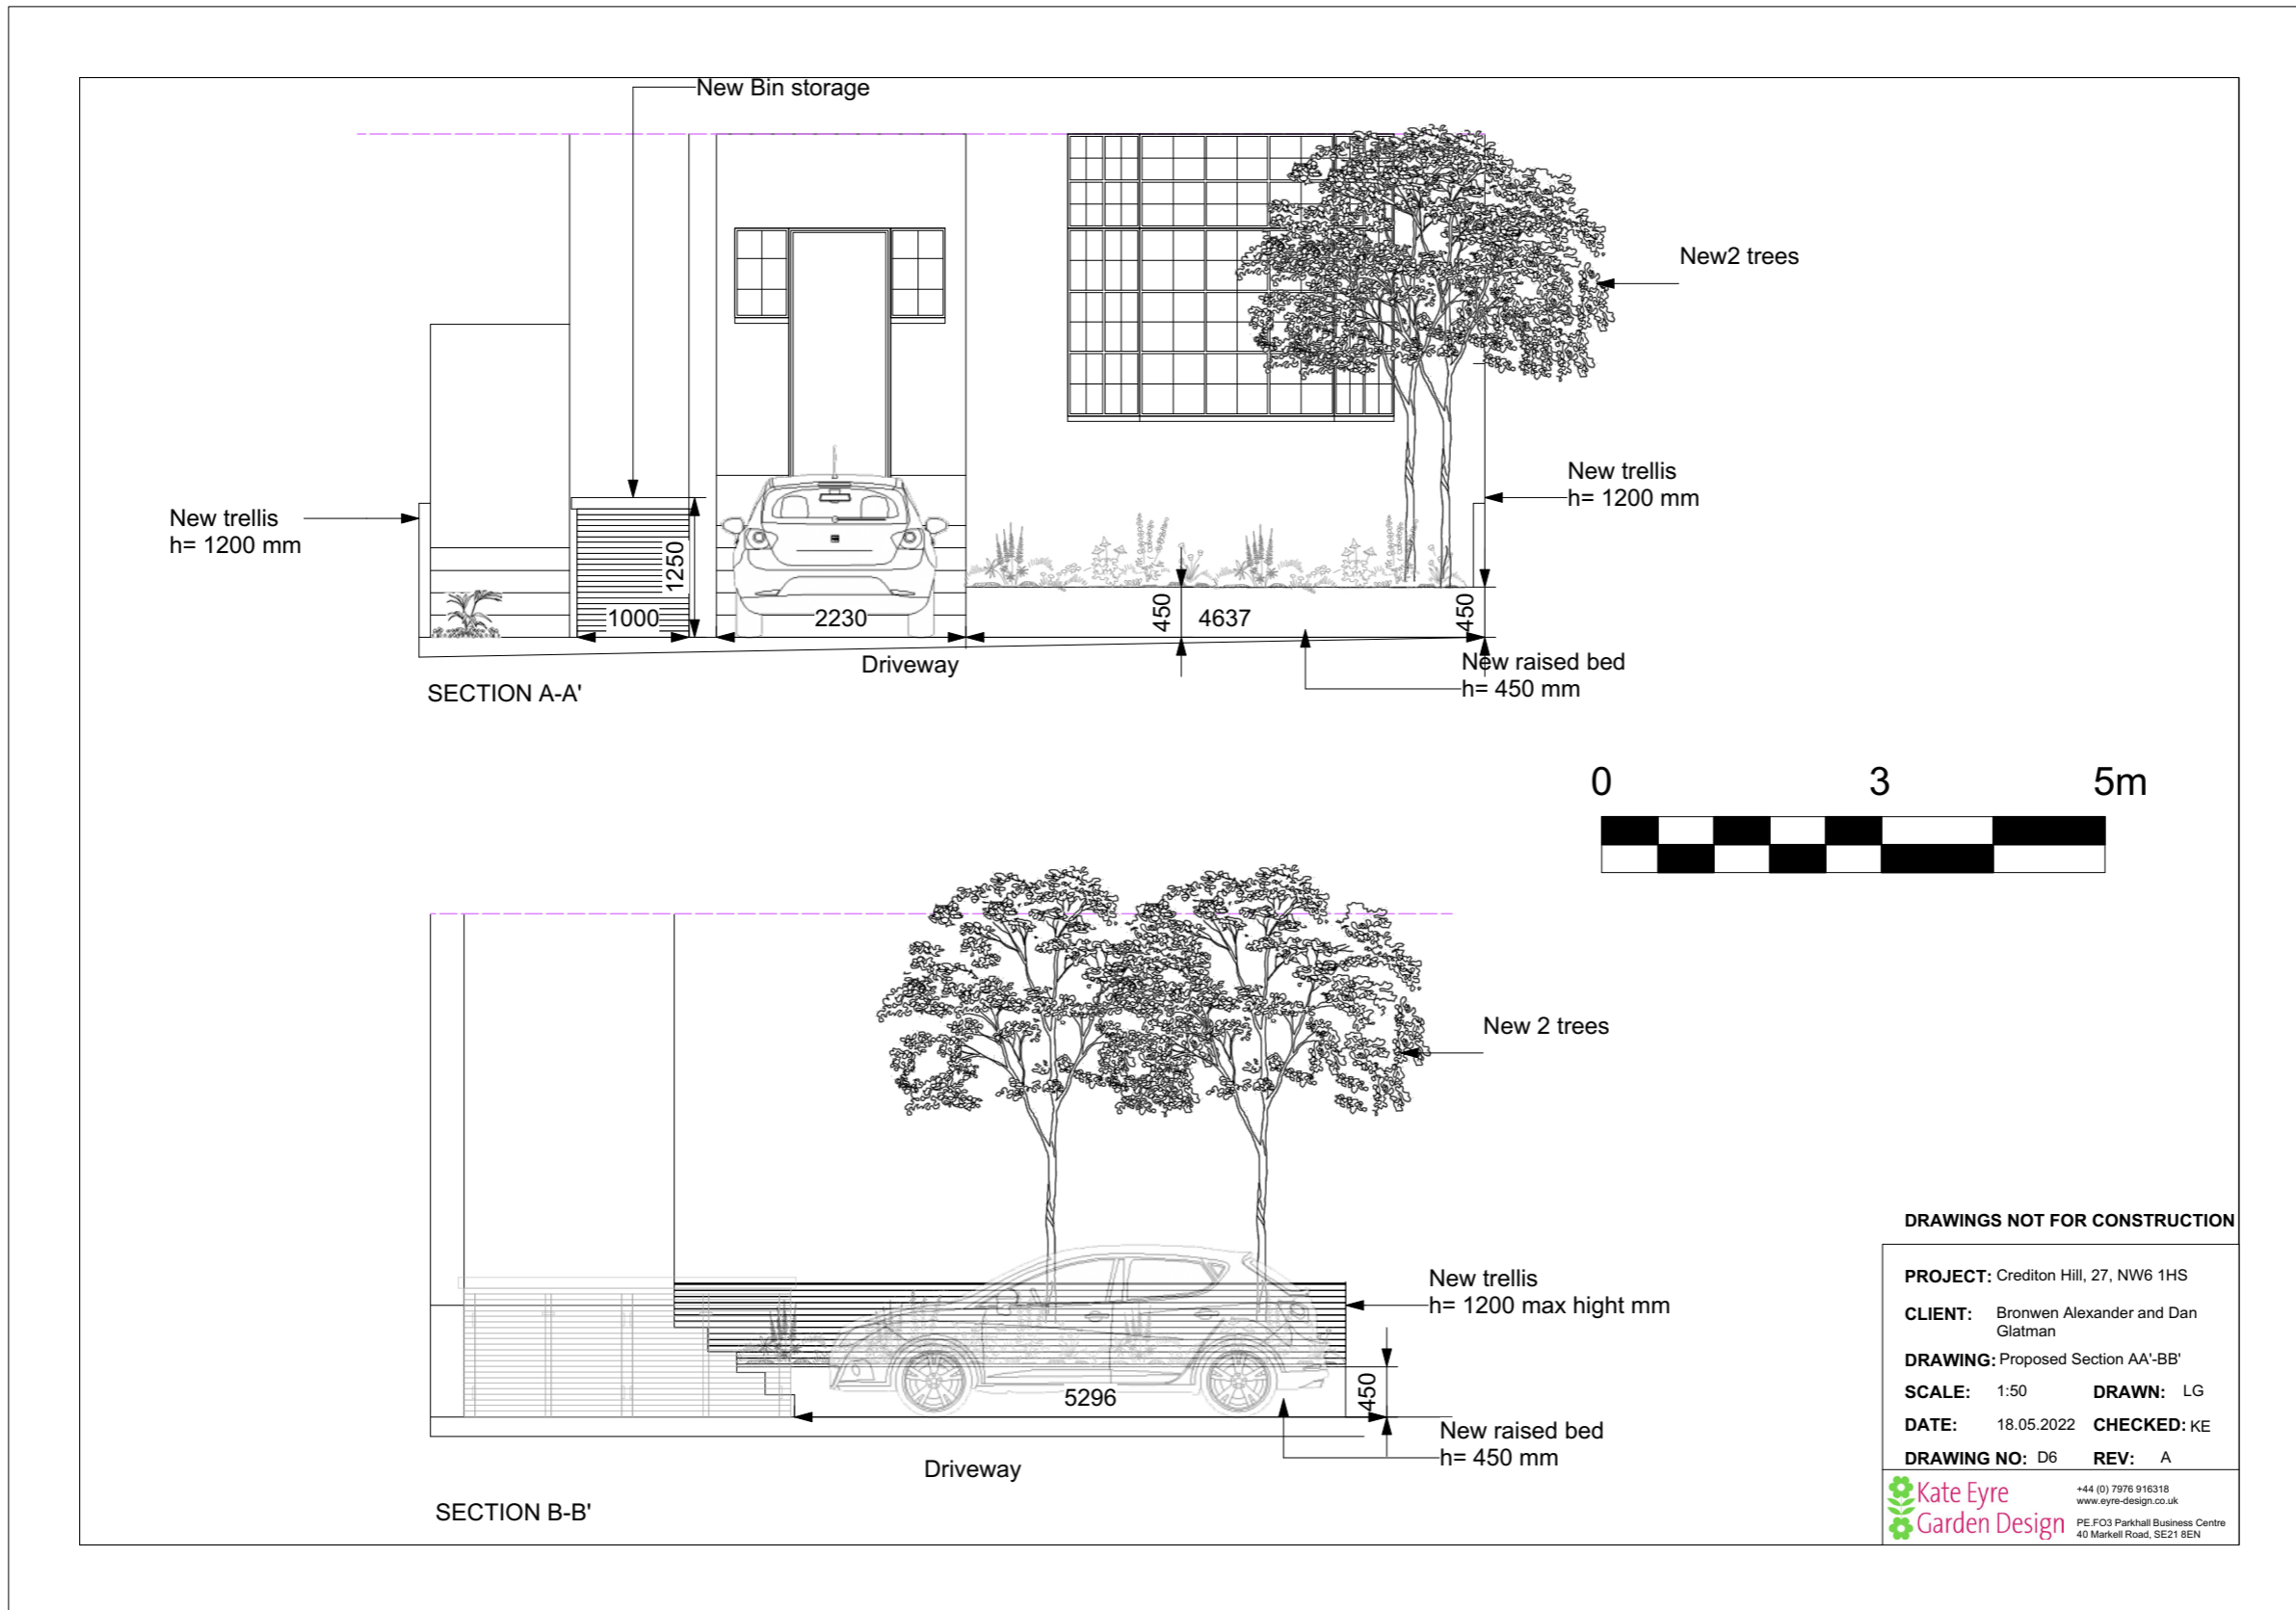 New Bin storage
New2 trees
New trellis
h= 1200 mm
New trellis
h= 1200 mm
1250
1000
2230
450
4637
450
Driveway
New raised bed
h= 450 mm
SECTION A-A'
0 3 5m
New 2 trees
New trellis
h= 1200 max hight mm
5296
450
New raised bed
h= 450 mm
Driveway
SECTION B-B'
DRAWINGS NOT FOR CONSTRUCTION
PROJECT: Crediton Hill, 27, NW6 1HS
CLIENT: Bronwen Alexander and Dan
Glatman
DRAWING: Proposed Section AA'-BB'
SCALE: 1:50 DRAWN: LG
DATE: 18.05.2022 CHECKED: KE
DRAWING NO: D6 REV: A
Kate Eyre
Garden Design
+44 (0) 7976 916318
www.eyre-design.co.uk
PE.FO3 Parkhall Business Centre
40 Markell Road, SE21 8EN